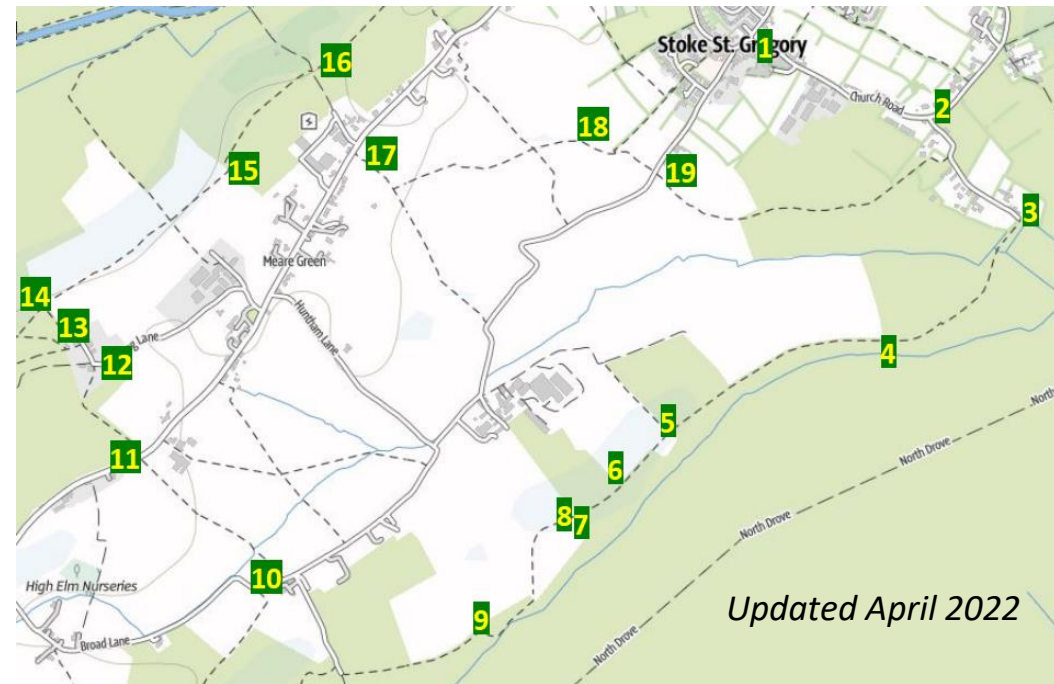 Stoke St. Gregory
1
16
2
Church Road
18
17
15
19
3
Meare Green
14
13
12
Lane
Huntham Lane
4
5
North
North Drove
11
6
8
7
North Drove
10
High Elm Nurseries
9
Updated April 2022
Broad Lane
North Drove